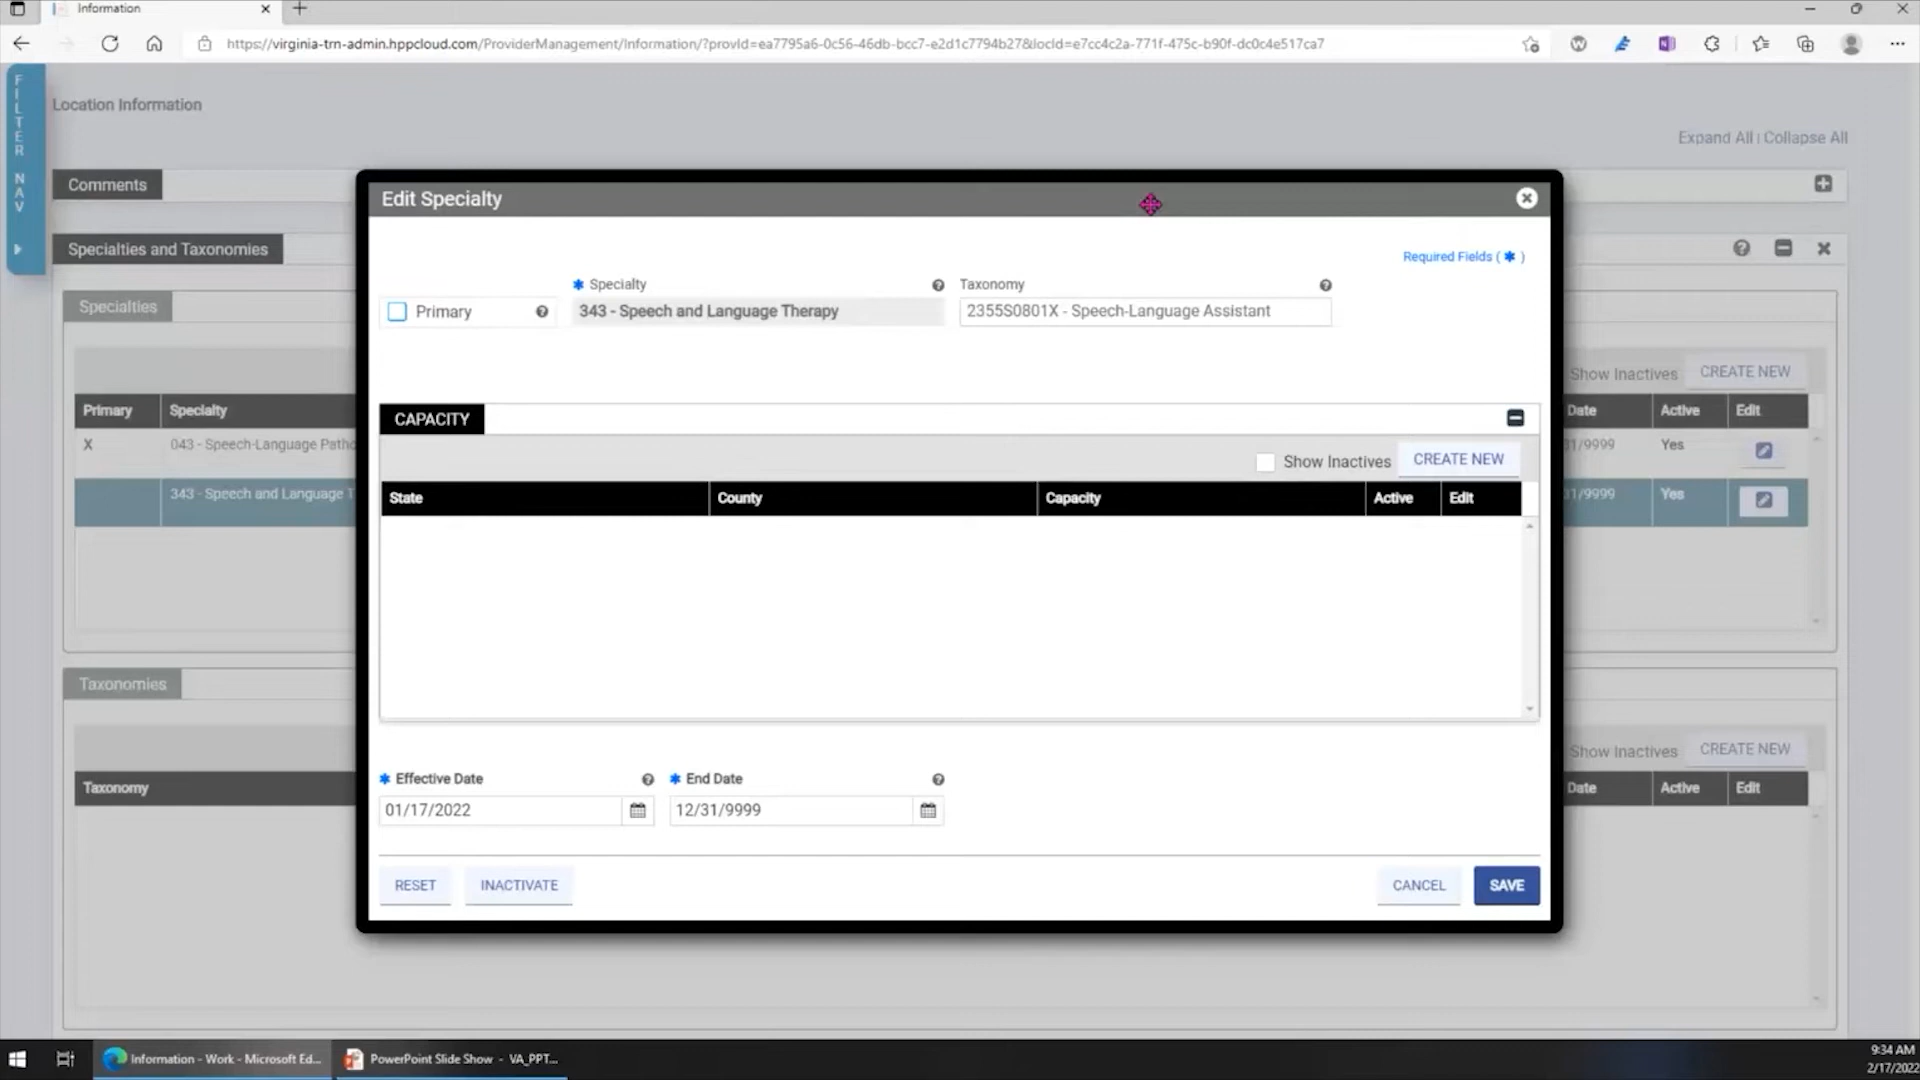 Information
https://virginia-trn-admin.hppcloud.com/ProviderManagement/Information/?provId=ea7795a6-0c56-46db-bcc7-e2d1c7794b27&locId=e7cc4c2a-771f-475c-b90f-dc0c4e517ca7
FILTER NAV
Location Information
Expand All | Collapse All
Comments
Edit Specialty
Specialties and Taxonomies
Required Fields ( * )
* Specialty
Taxonomy
Specialties
Primary
343 - Speech and Language Therapy
2355S0801X - Speech-Language Assistant
Show Inactives
CREATE NEW
Primary
Specialty
Date
Active
Edit
CAPACITY
X
043 - Speech-Language Patho
31/9999
Yes
Show Inactives
CREATE NEW
343 - Speech and Language T
31/9999
Yes
State
County
Capacity
Active
Edit
Taxonomies
Show Inactives
CREATE NEW
* Effective Date
* End Date
Taxonomy
Date
Active
Edit
01/17/2022
12/31/9999
RESET
INACTIVATE
CANCEL
SAVE
Information - Work - Microsoft Ed...
PowerPoint Slide Show - VA_PPT...
9:34 AM
2/17/2022